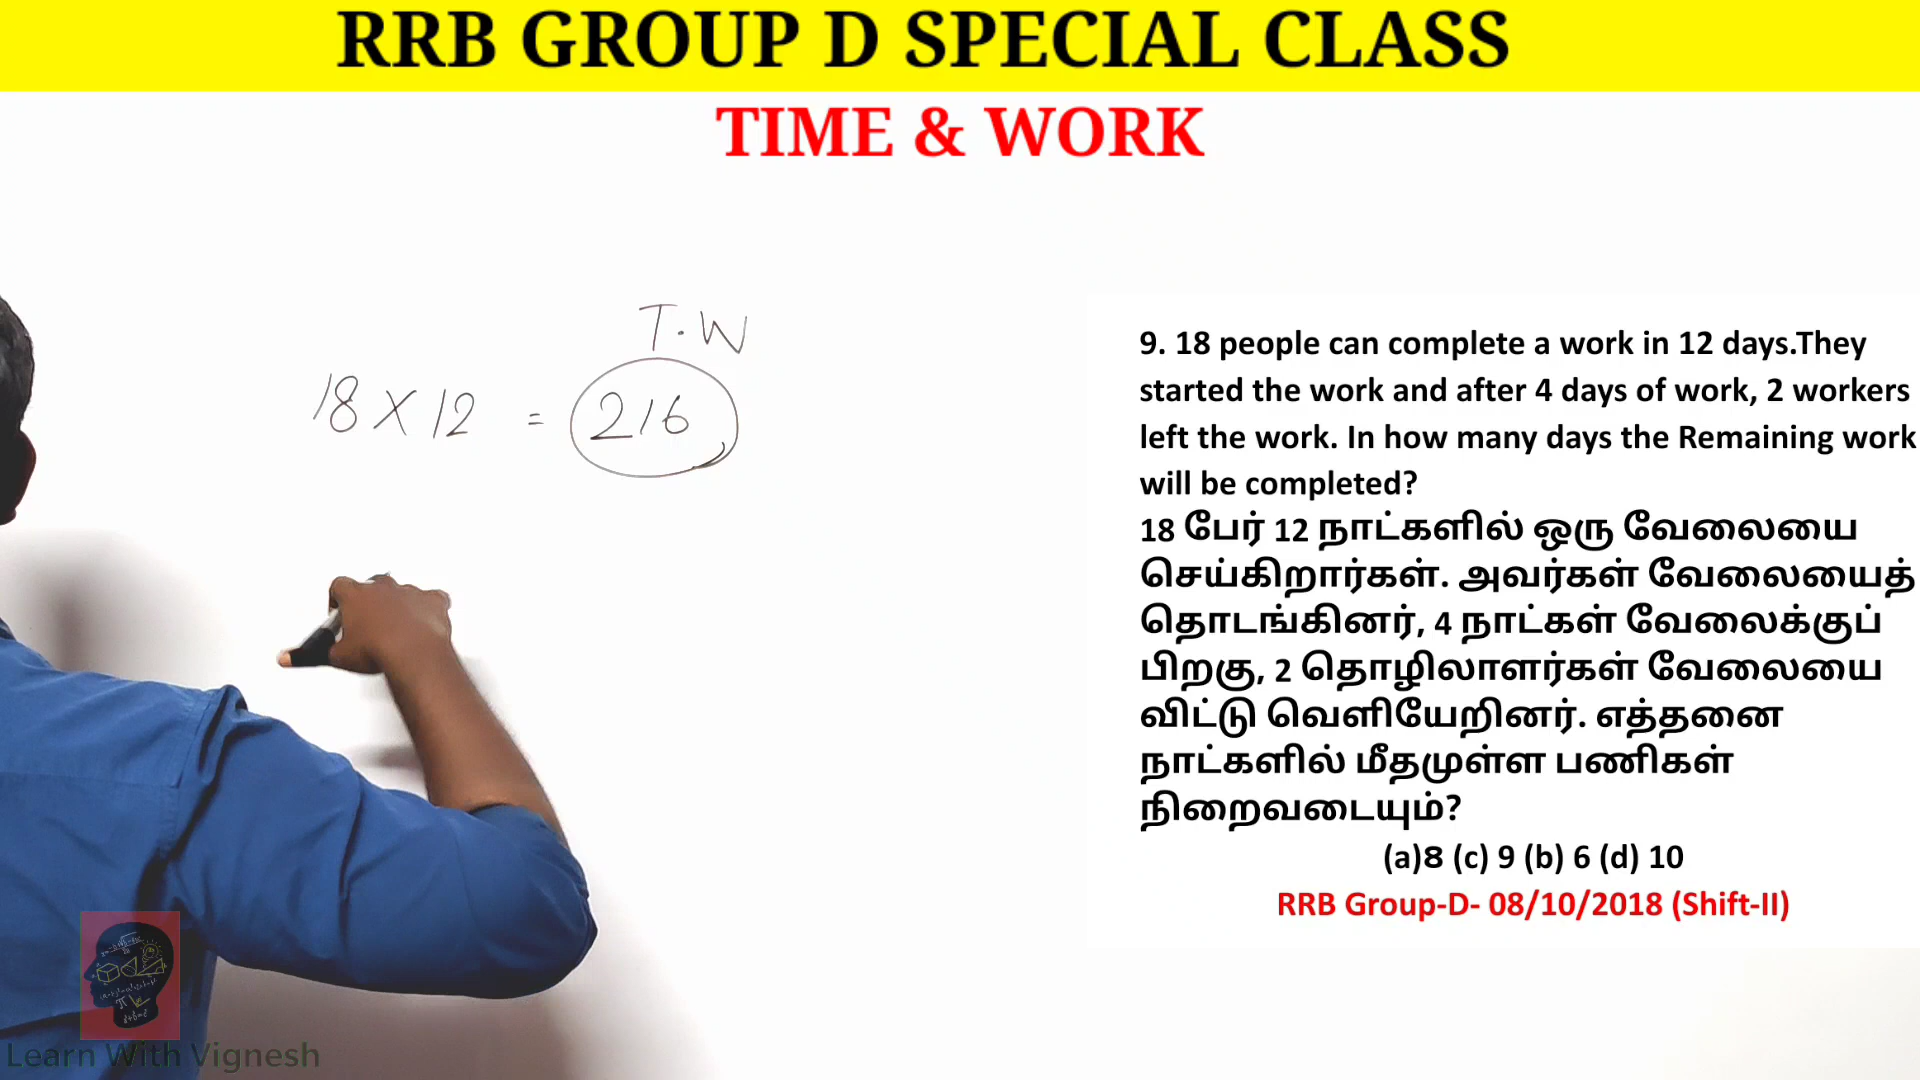 RRB GROUP D SPECIAL CLASS
TIME & WORK
T.W
18 X 12 = 216
9. 18 people can complete a work in 12 days.They
started the work and after 4 days of work, 2 workers
left the work. In how many days the Remaining work
will be completed?
18 பேர் 12 நாட்களில் ஒரு வேலையை
செய்கிறார்கள். அவர்கள் வேலையைத்
தொடங்கினர், 4 நாட்கள் வேலைக்குப்
பிறகு, 2 தொழிலாளர்கள் வேலையை
விட்டு வெளியேறினர். எத்தனை
நாட்களில் மீதமுள்ள பணிகள்
நிறைவடையும்?
(a)8 (c) 9 (b) 6 (d) 10
RRB Group-D- 08/10/2018 (Shift-II)
Learn With Vignesh